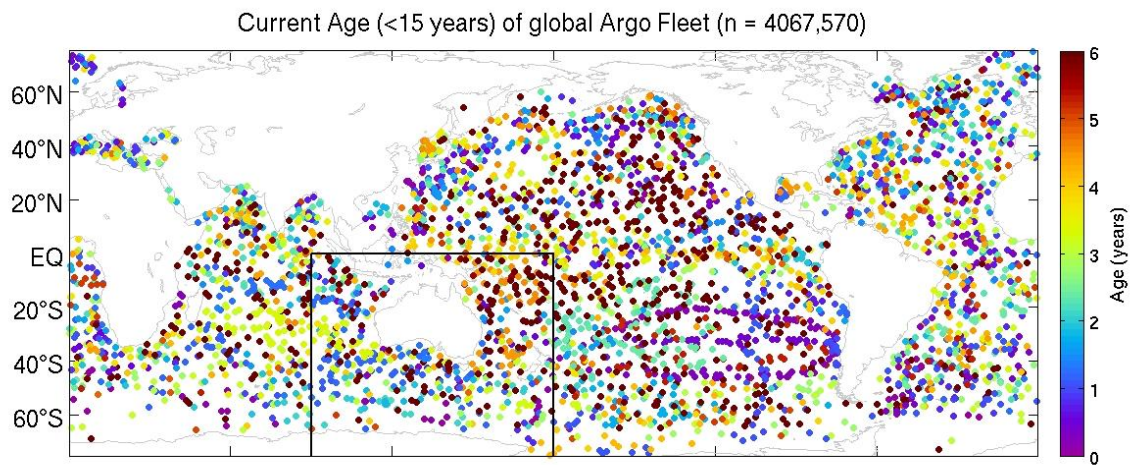 Current Age (<15 years) of global Argo Fleet (n = 4067,570)
60°N
40°N
20°N
EQ
20°S
40°S
60°S
6
5
4
3
2
1
0
Age (years)